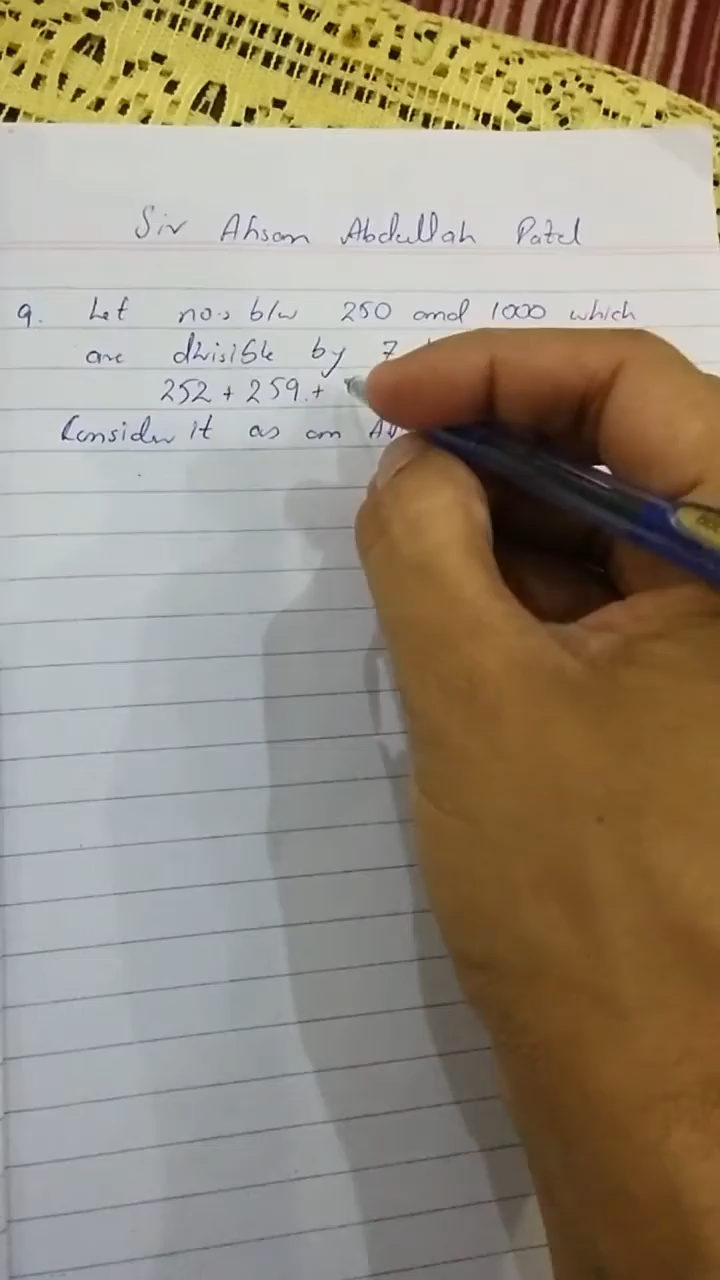 Sir Ahsan Abdullah Patel
9. Let no.s b/w 250 and 1000 which
are divisible by 7
252 + 259 +
Consider it as an